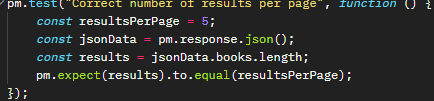 pm.test("Correct number of results per page", function () {
    const resultsPerPage = 5;
    const jsonData = pm.response.json();
    const results = jsonData.books.length;
    pm.expect(results).to.equal(resultsPerPage);
});